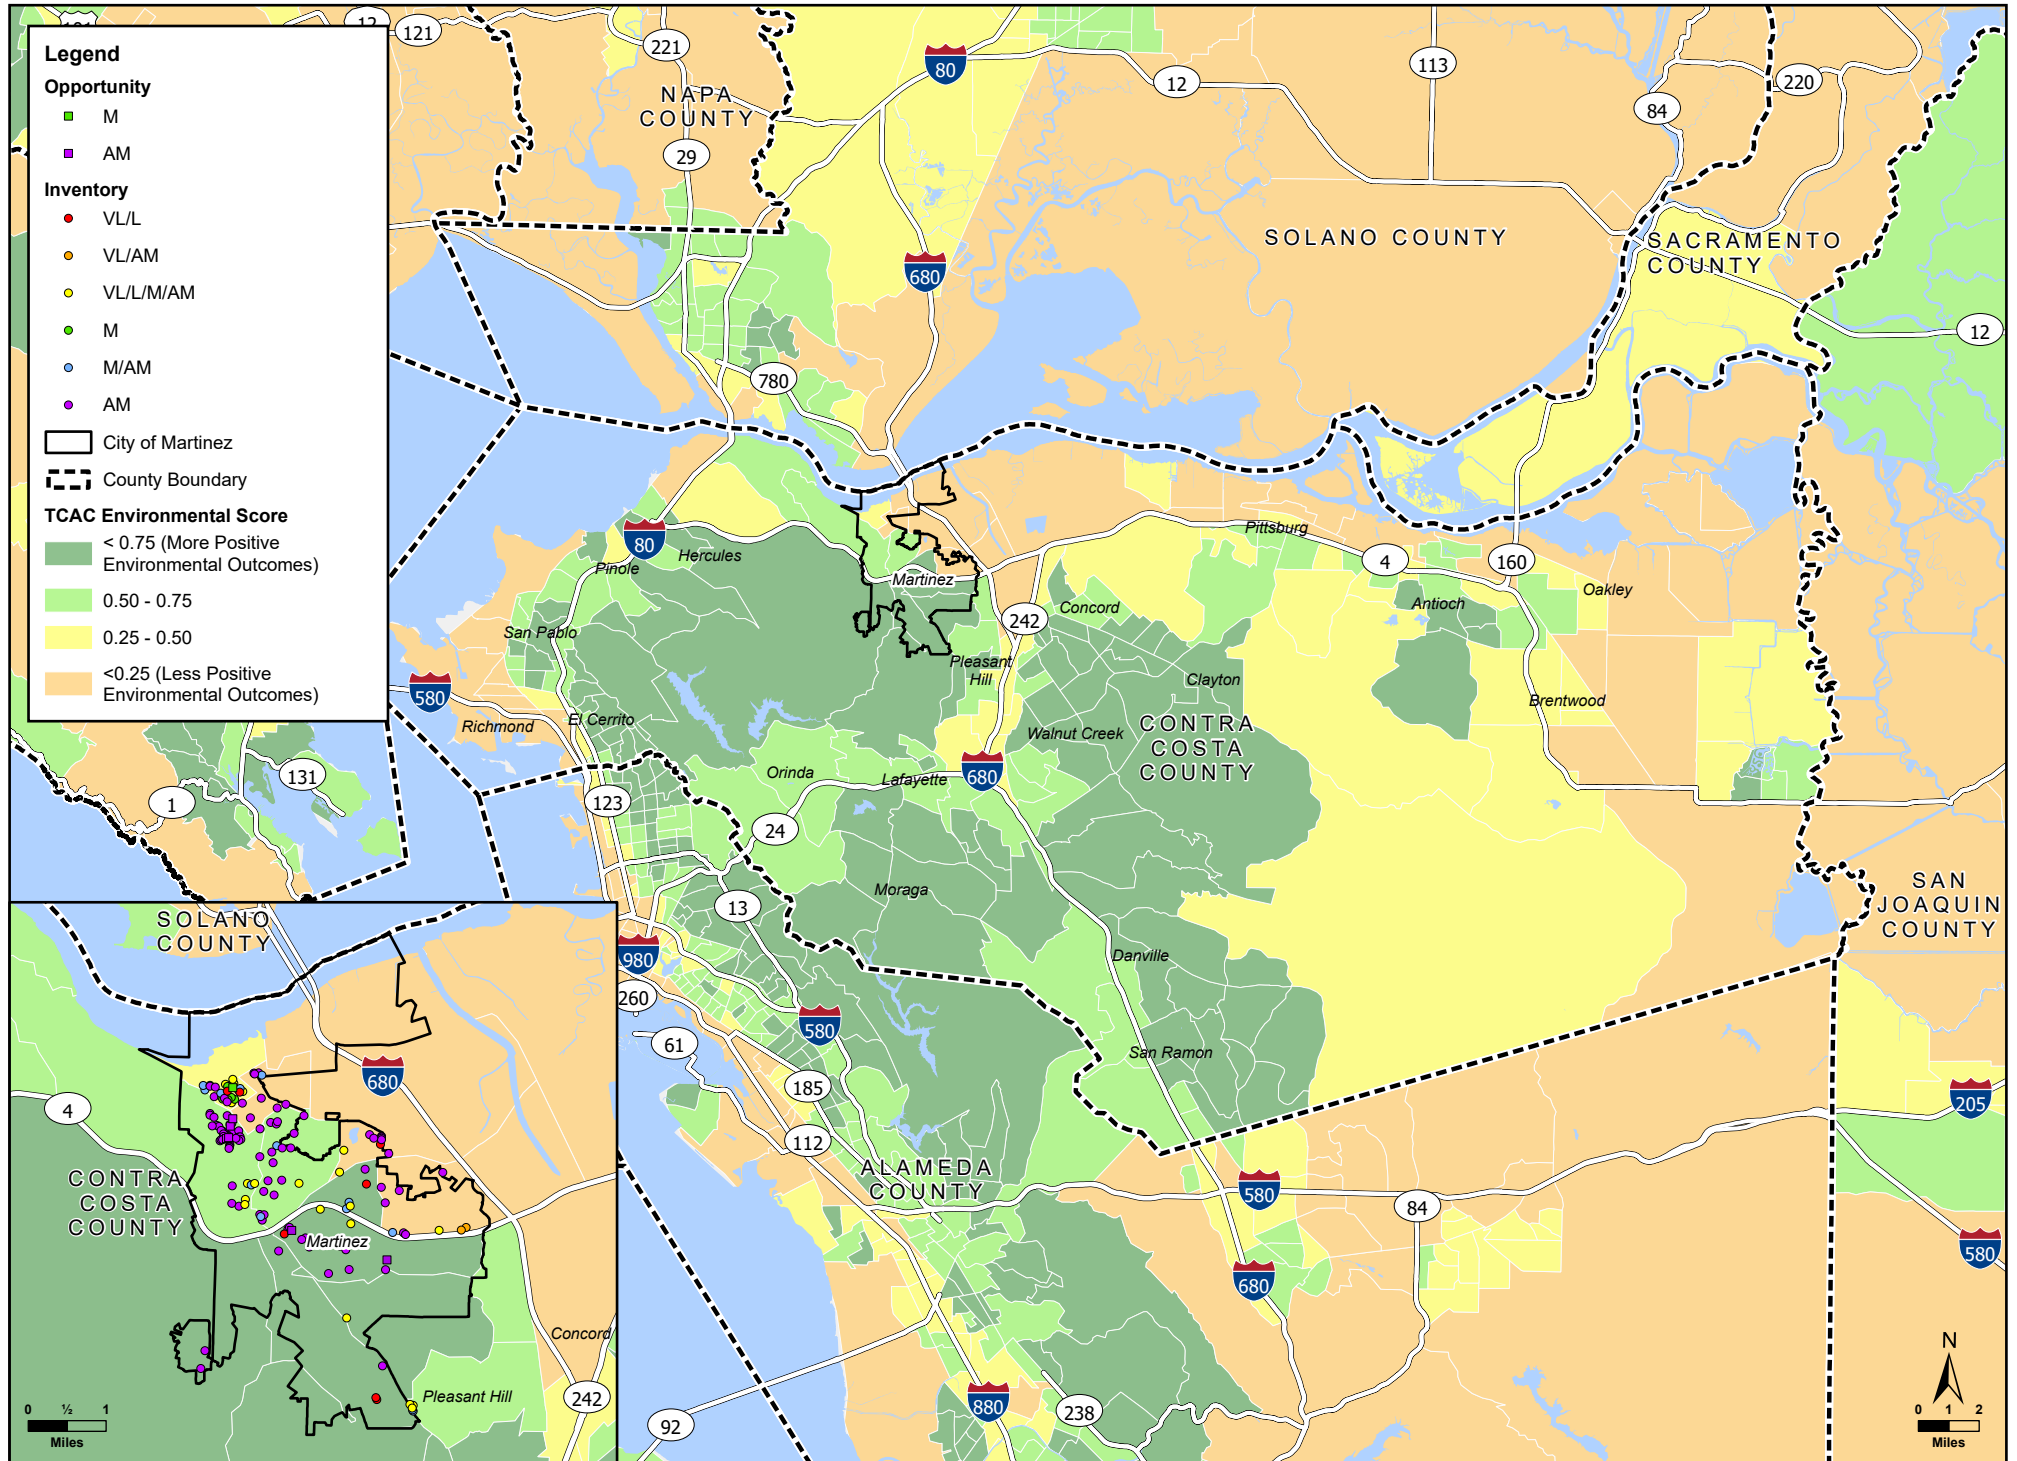 Legend
Opportunity
M
AM
Inventory
VL/L
VL/AM
VL/L/M/AM
M
M/AM
AM
City of Martinez
County Boundary
TCAC Environmental Score
< 0.75 (More Positive
Environmental Outcomes)
0.50 - 0.75
0.25 - 0.50
<0.25 (Less Positive
Environmental Outcomes)
12
121
221
80
12
113
84
220
NAPA
COUNTY
29
SOLANO COUNTY
SACRAMENTO
COUNTY
680
12
780
80
Hercules
Pinole
Martinez
Pittsburg
4
160
Oakley
Antioch
Concord
242
San Pablo
Pleasant
Hill
Clayton
580
Richmond
El Cerrito
Brentwood
Walnut Creek
CONTRA
COSTA
COUNTY
131
1
Orinda
Lafayette
680
123
24
Moraga
13
SAN
JOAQUIN
COUNTY
980
Danville
260
580
61
San Ramon
185
205
112
ALAMEDA
COUNTY
580
84
580
680
880
238
92
N
0 1 2
Miles
SOLANO
COUNTY
680
4
CONTRA
COSTA
COUNTY
Martinez
Concord
Pleasant Hill
242
0 ½ 1
Miles